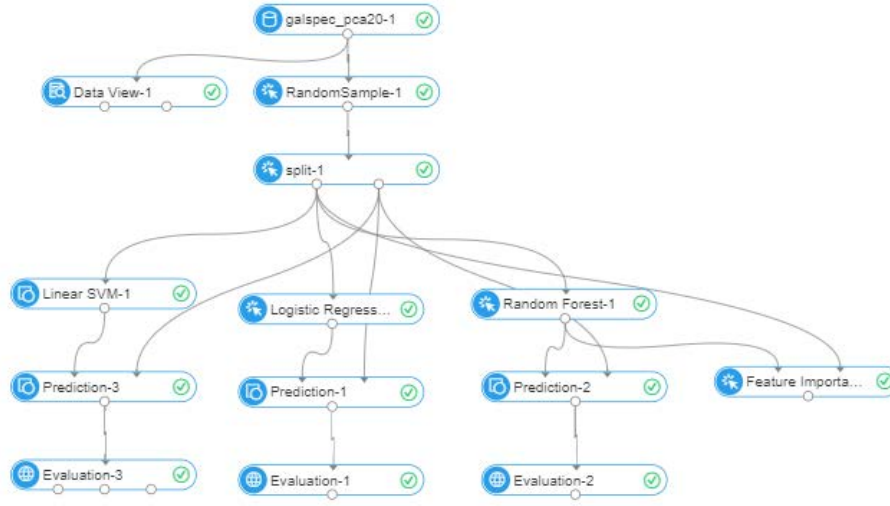 galspec_pca20-1
Data View-1
RandomSample-1
split-1
Linear SVM-1
Logistic Regress...
Random Forest-1
Prediction-3
Prediction-1
Prediction-2
Feature Importa...
Evaluation-3
Evaluation-1
Evaluation-2